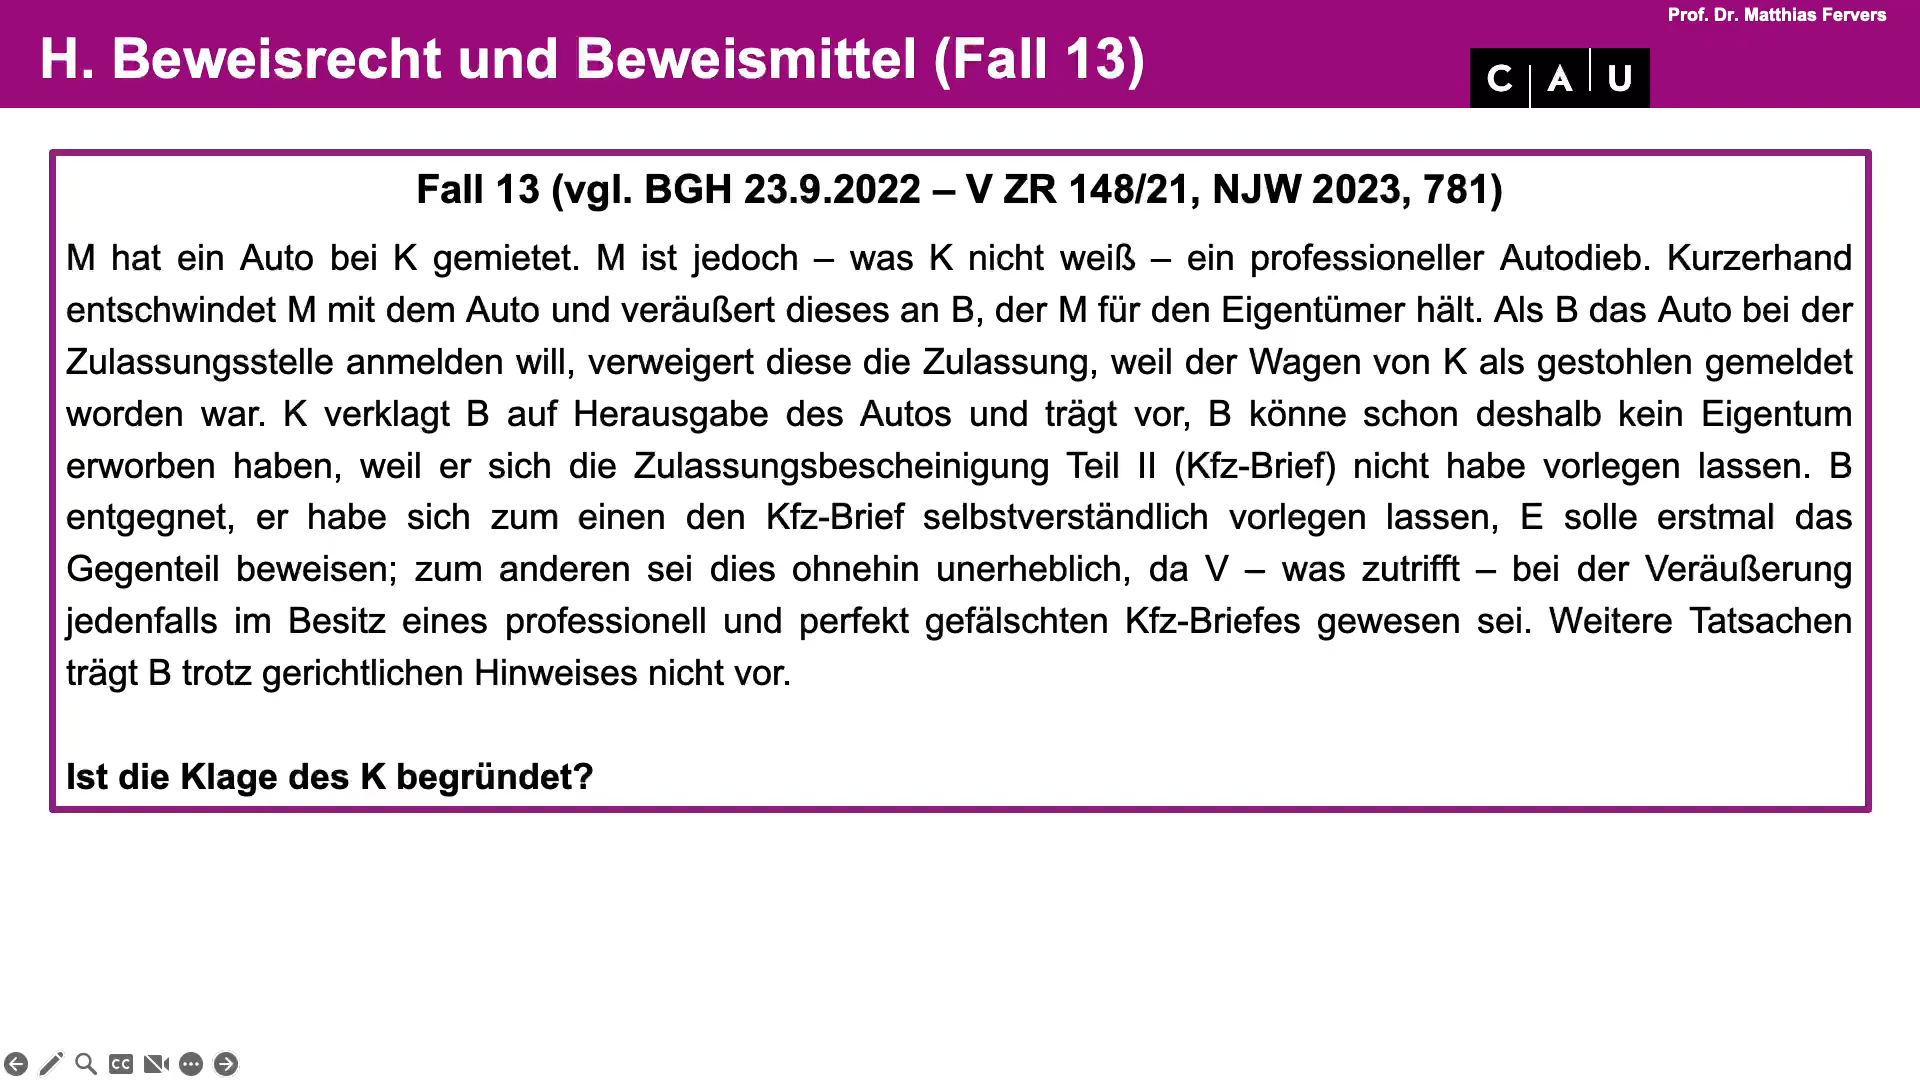 Prof. Dr. Matthias Fervers
H. Beweisrecht und Beweismittel (Fall 13)
C A U
Fall 13 (vgl. BGH 23.9.2022 – V ZR 148/21, NJW 2023, 781)
M hat ein Auto bei K gemietet. M ist jedoch – was K nicht weiß – ein professioneller Autodieb. Kurzerhand
entschwindet M mit dem Auto und veräußert dieses an B, der M für den Eigentümer hält. Als B das Auto bei der
Zulassungsstelle anmelden will, verweigert diese die Zulassung, weil der Wagen von K als gestohlen gemeldet
worden war. K verklagt B auf Herausgabe des Autos und trägt vor, B könne schon deshalb kein Eigentum
erworben haben, weil er sich die Zulassungsbescheinigung Teil II (Kfz-Brief) nicht habe vorlegen lassen. B
entgegnet, er habe sich zum einen den Kfz-Brief selbstverständlich vorlegen lassen, E solle erstmal das
Gegenteil beweisen; zum anderen sei dies ohnehin unerheblich, da V – was zutrifft – bei der Veräußerung
jedenfalls im Besitz eines professionell und perfekt gefälschten Kfz-Briefes gewesen sei. Weitere Tatsachen
trägt B trotz gerichtlichen Hinweises nicht vor.
Ist die Klage des K begründet?
CC